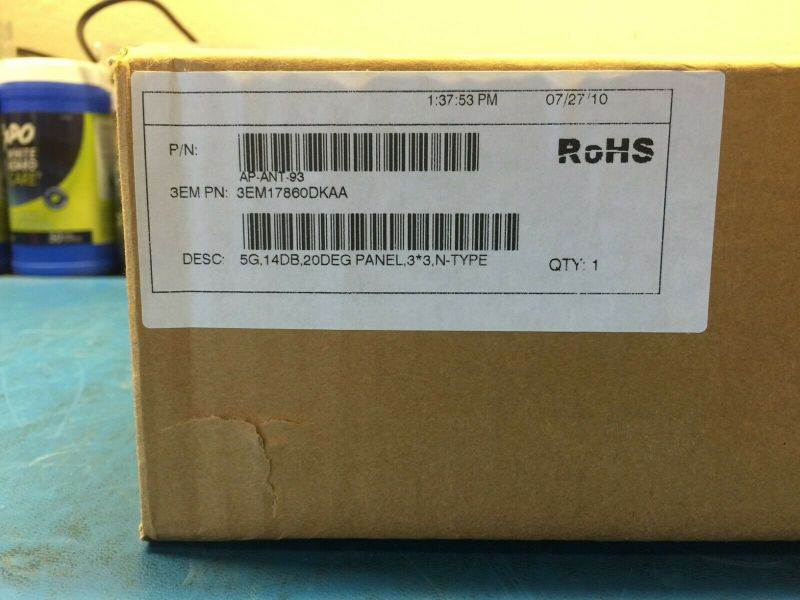 1:37:53 PM 07/27/10
P/N:
AP-ANT-93
RoHS
3EM PN: 3EM17860DKAA
DESC: 5G,14DB,20DEG PANEL,3*3,N-TYPE
QTY: 1